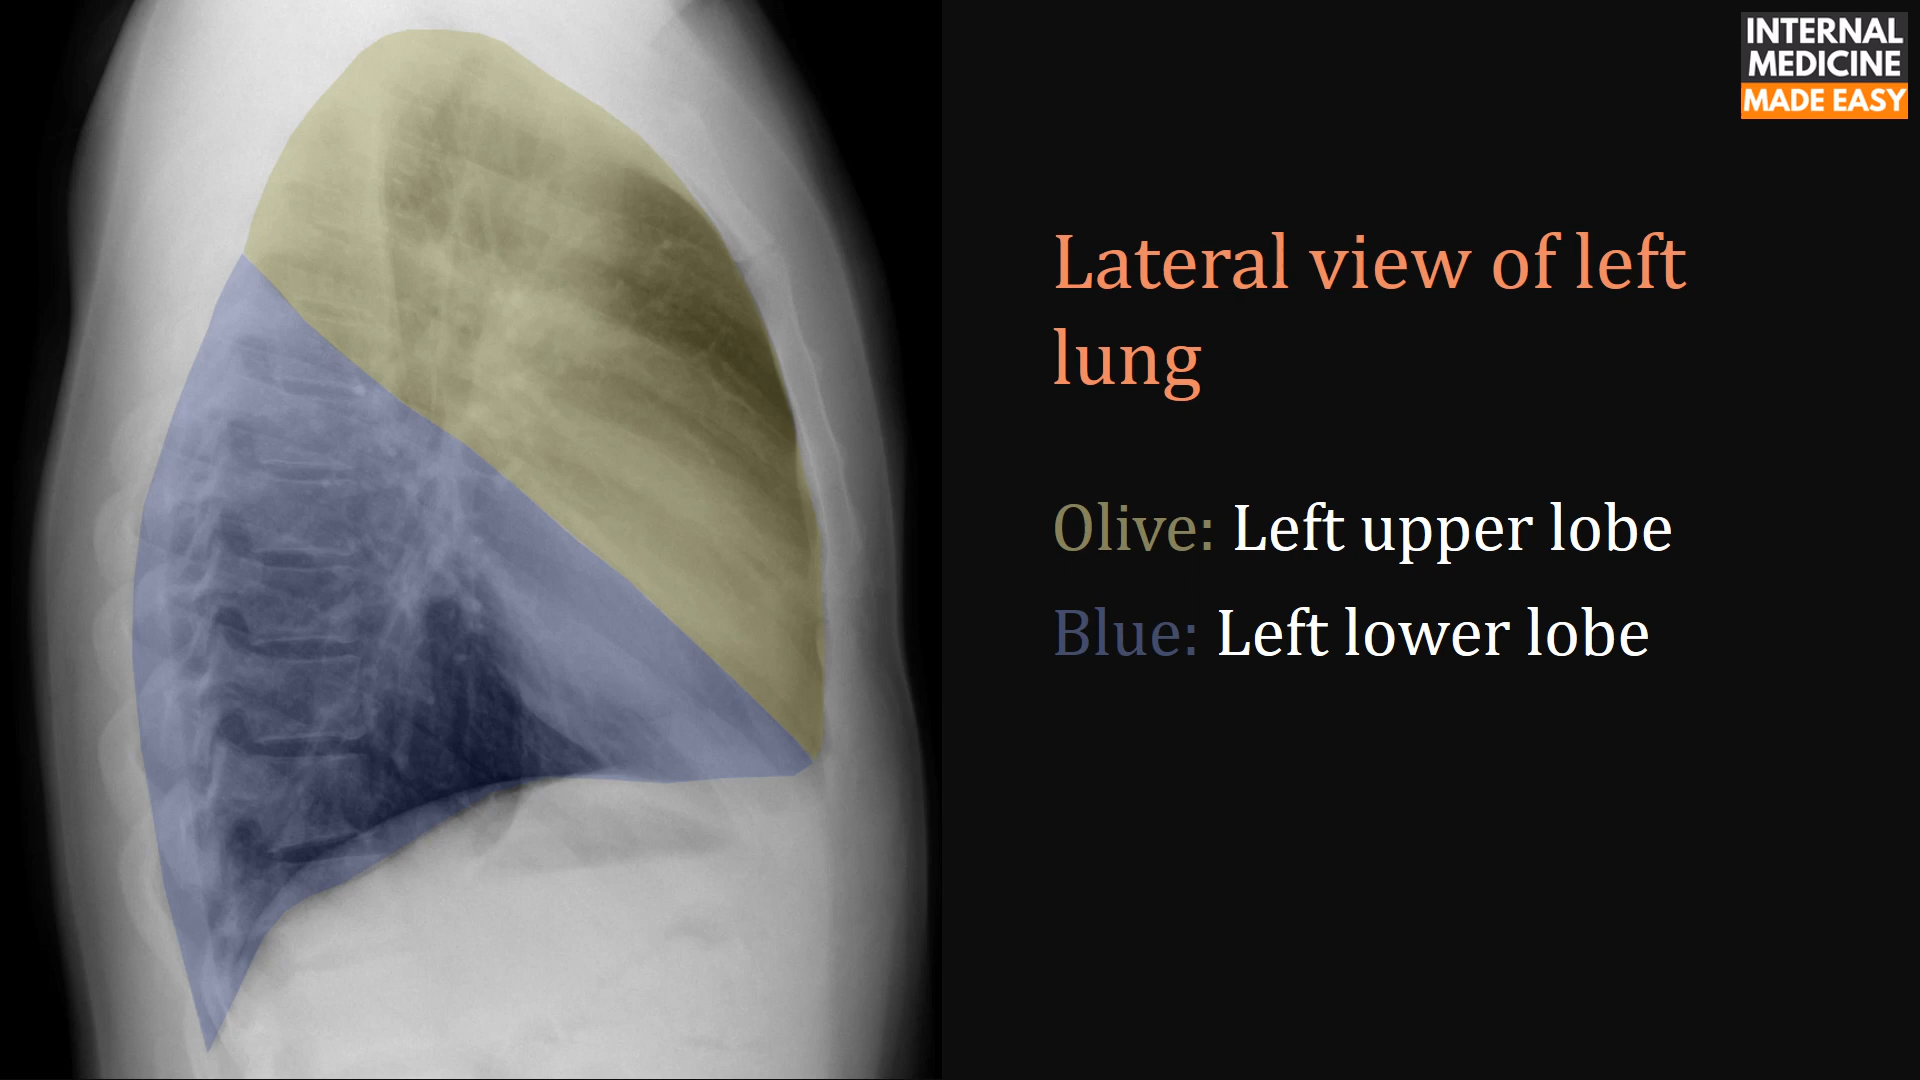 INTERNAL
MEDICINE
MADE EASY
Lateral view of left
lung
Olive: Left upper lobe
Blue: Left lower lobe